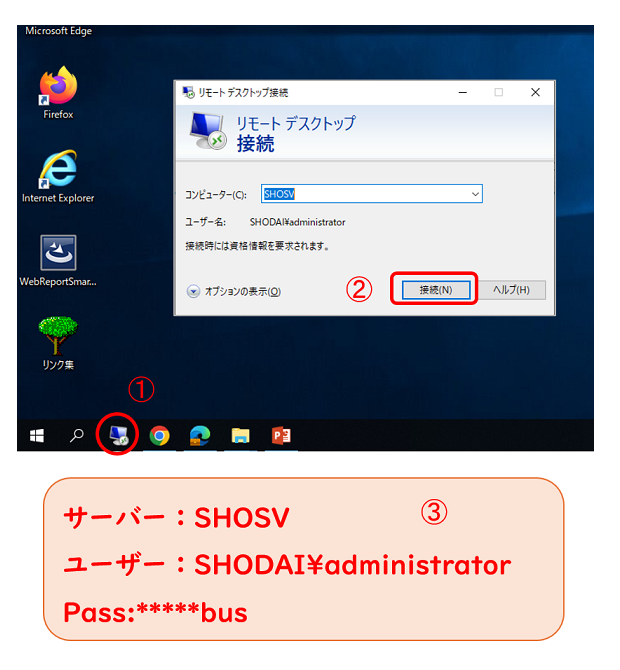 Microsoft Edge
Firefox
Internet Explorer
WebReportSmar...
リンク集
リモート デスクトップ接続
リモート デスクトップ
接続
コンピューター(C):
SHOSV
ユーザー名:
SHODAI¥administrator
接続時には資格情報を要求されます。
オプションの表示(O)
②
接続(N)
ヘルプ(H)
①
サーバー：SHOSV
③
ユーザー：SHODAI¥administrator
Pass:*****bus